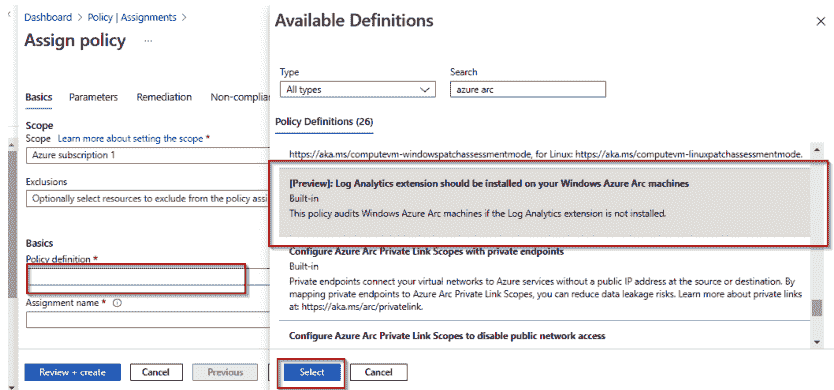 Dashboard > Policy | Assignments >
Assign policy ...
Basics Parameters Remediation Non-complian
Scope
Scope Learn more about setting the scope *
Azure subscription 1
Exclusions
Optionally select resources to exclude from the policy assi
Basics
Policy definition *
Assignment name *
Review + create Cancel Previous
Available Definitions
Type Search
All types azure arc
Policy Definitions (26)
https://aka.ms/computevm-windowspatchassessmentmode, for Linux: https://aka.ms/computevm-linuxpatchassessmentmode.
[Preview]: Log Analytics extension should be installed on your Windows Azure Arc machines
Built-in
This policy audits Windows Azure Arc machines if the Log Analytics extension is not installed.
Configure Azure Arc Private Link Scopes with private endpoints
Built-in
Private endpoints connect your virtual networks to Azure services without a public IP address at the source or destination. By
mapping private endpoints to Azure Arc Private Link Scopes, you can reduce data leakage risks. Learn more about private links
at: https://aka.ms/arc/privatelink.
Configure Azure Arc Private Link Scopes to disable public network access
Select Cancel